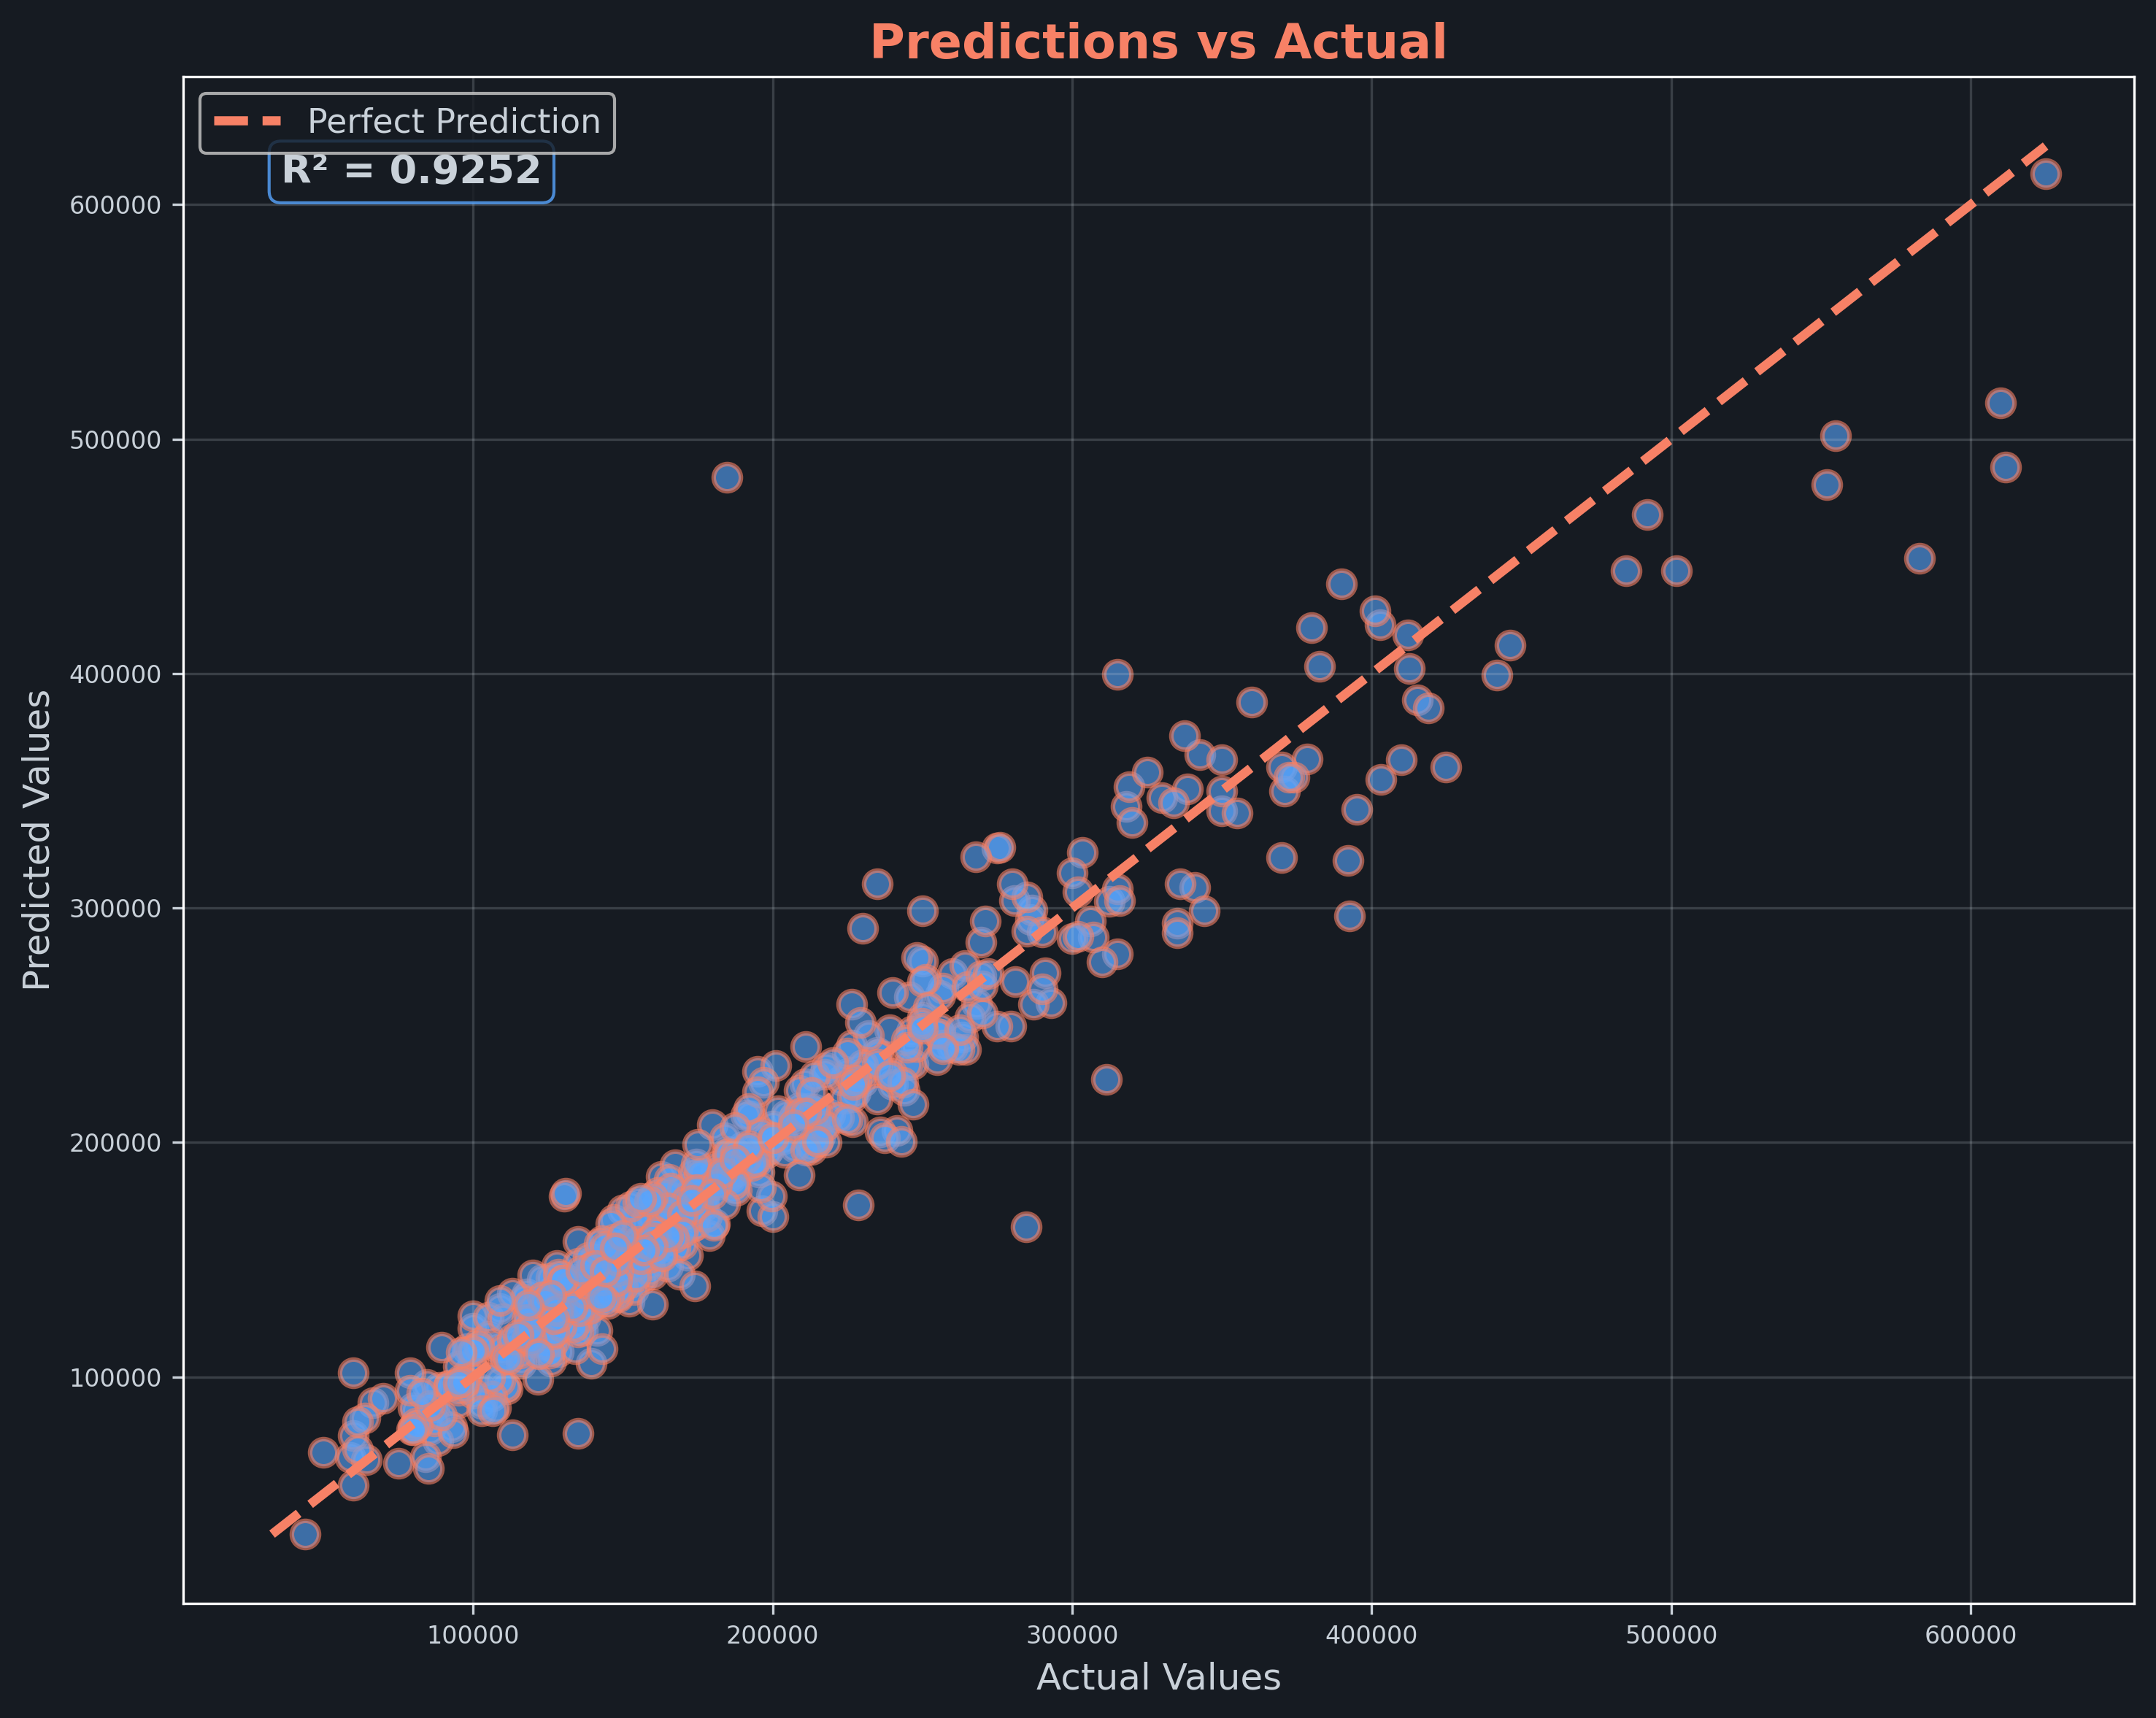 Predictions vs Actual
Perfect Prediction
R² = 0.9252
600000
500000
400000
300000
200000
100000
Predicted Values
100000 200000 300000 400000 500000 600000
Actual Values